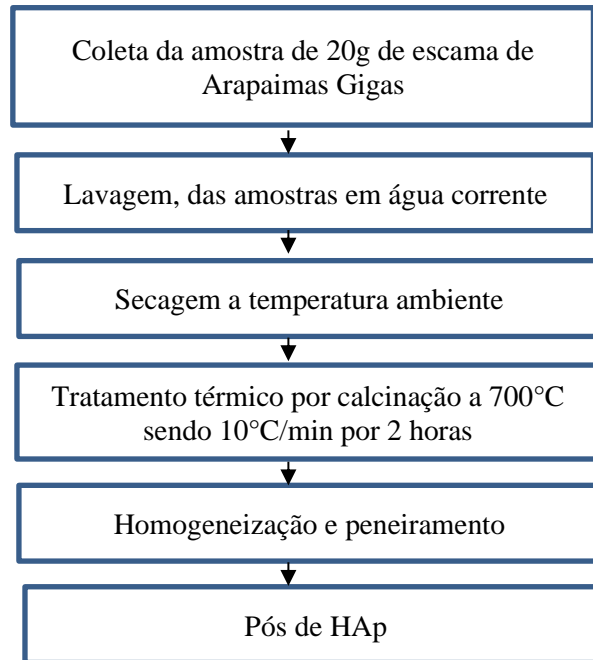 Coleta da amostra de 20g de escama de
Arapaimas Gigas
Lavagem, das amostras em água corrente
Secagem a temperatura ambiente
Tratamento térmico por calcinação a 700°C
sendo 10°C/min por 2 horas
Homogeneização e peneiramento
Pós de HAp